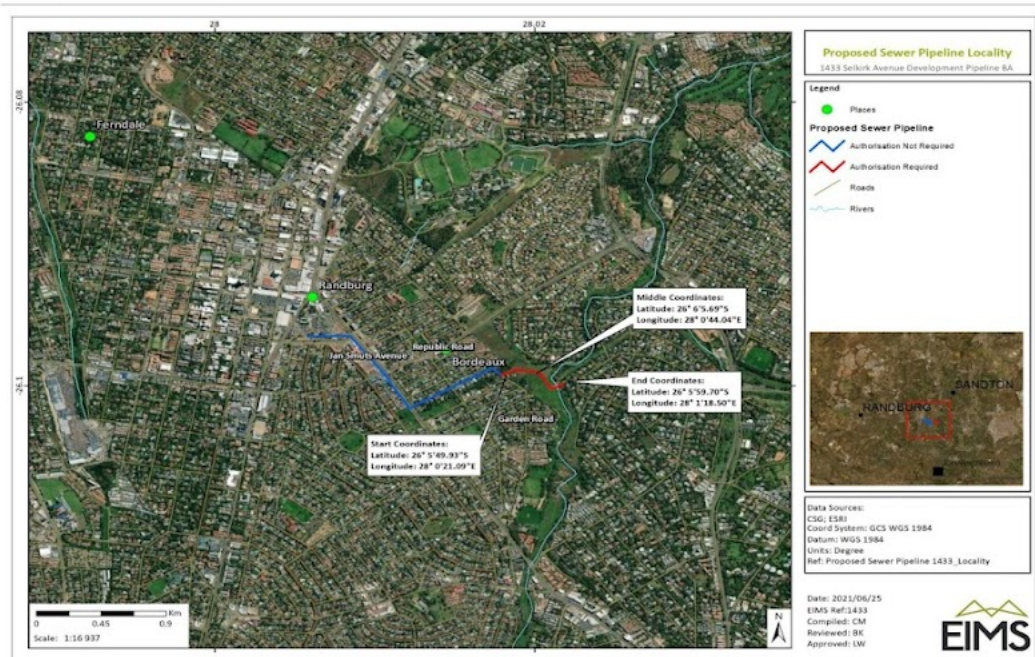 28
28.02
-26.08
-26.1
Ferndale
Randburg
Jan Smuts Avenue
Republic Road
Bordeaux
Garden Road
Middle Coordinates:
Latitude: 26° 6'5.69"S
Longitude: 28° 0'44.04"E
End Coordinates:
Latitude: 26° 5'59.70"S
Longitude: 28° 1'18.50"E
Start Coordinates:
Latitude: 26° 5'49.93"S
Longitude: 28° 0'21.09"E
Km
0 0.45 0.9
Scale: 1:16 937
N
Proposed Sewer Pipeline Locality
1433 Selkirk Avenue Development Pipeline BA
Legend
Places
Proposed Sewer Pipeline
Authorisation Not Required
Authorisation Required
Roads
Rivers
SANDTON
RANDBURG
Data Sources:
CSG; ESRI
Coord System: GCS WGS 1984
Datum: WGS 1984
Units: Degree
Ref: Proposed Sewer Pipeline 1433_Locality
Date: 2021/06/25
EIMS Ref:1433
Compiled: CM
Reviewed: BK
Approved: LW
EIMS